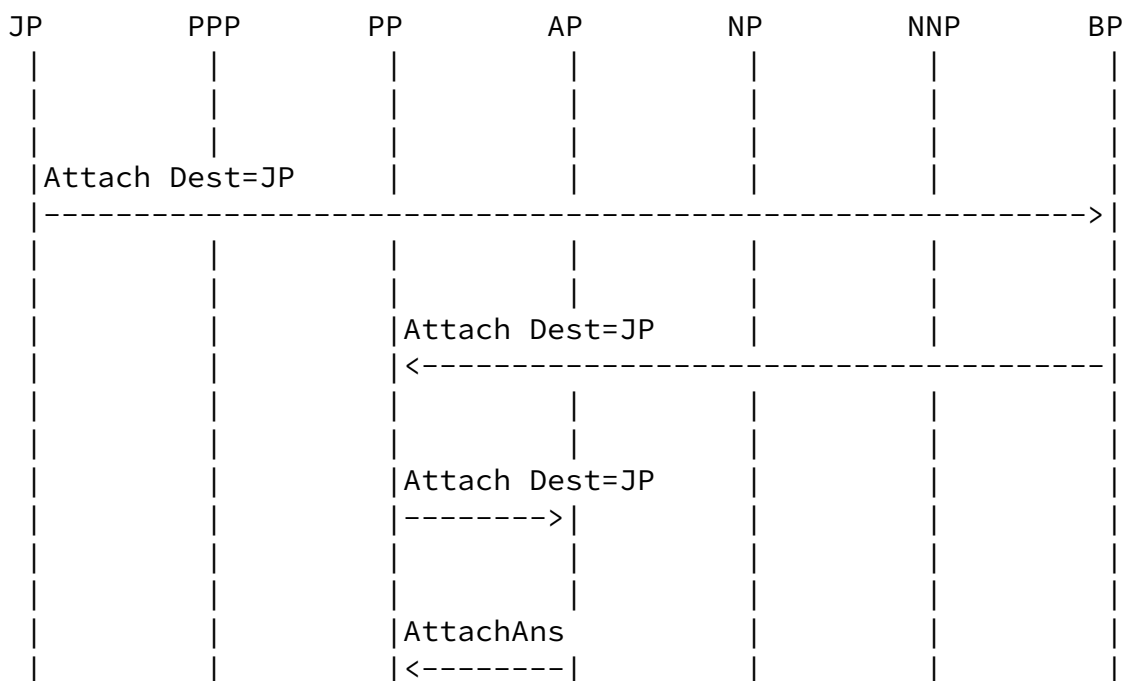 JP PPP PP AP NP NNP BP
Attach Dest=JP
Attach Dest=JP
Attach Dest=JP
AttachAns